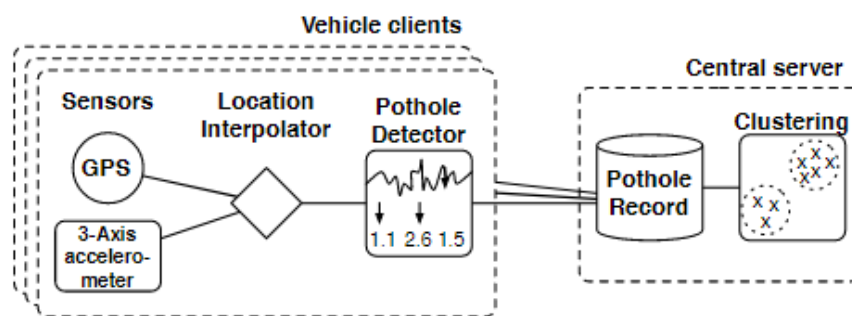 Vehicle clients
Central server
Sensors
Location
Interpolator
Pothole
Detector
Clustering
GPS
3-Axis
accelero-
meter
1.1 2.6 1.5
Pothole
Record
x
x x
x x
x
x x
x